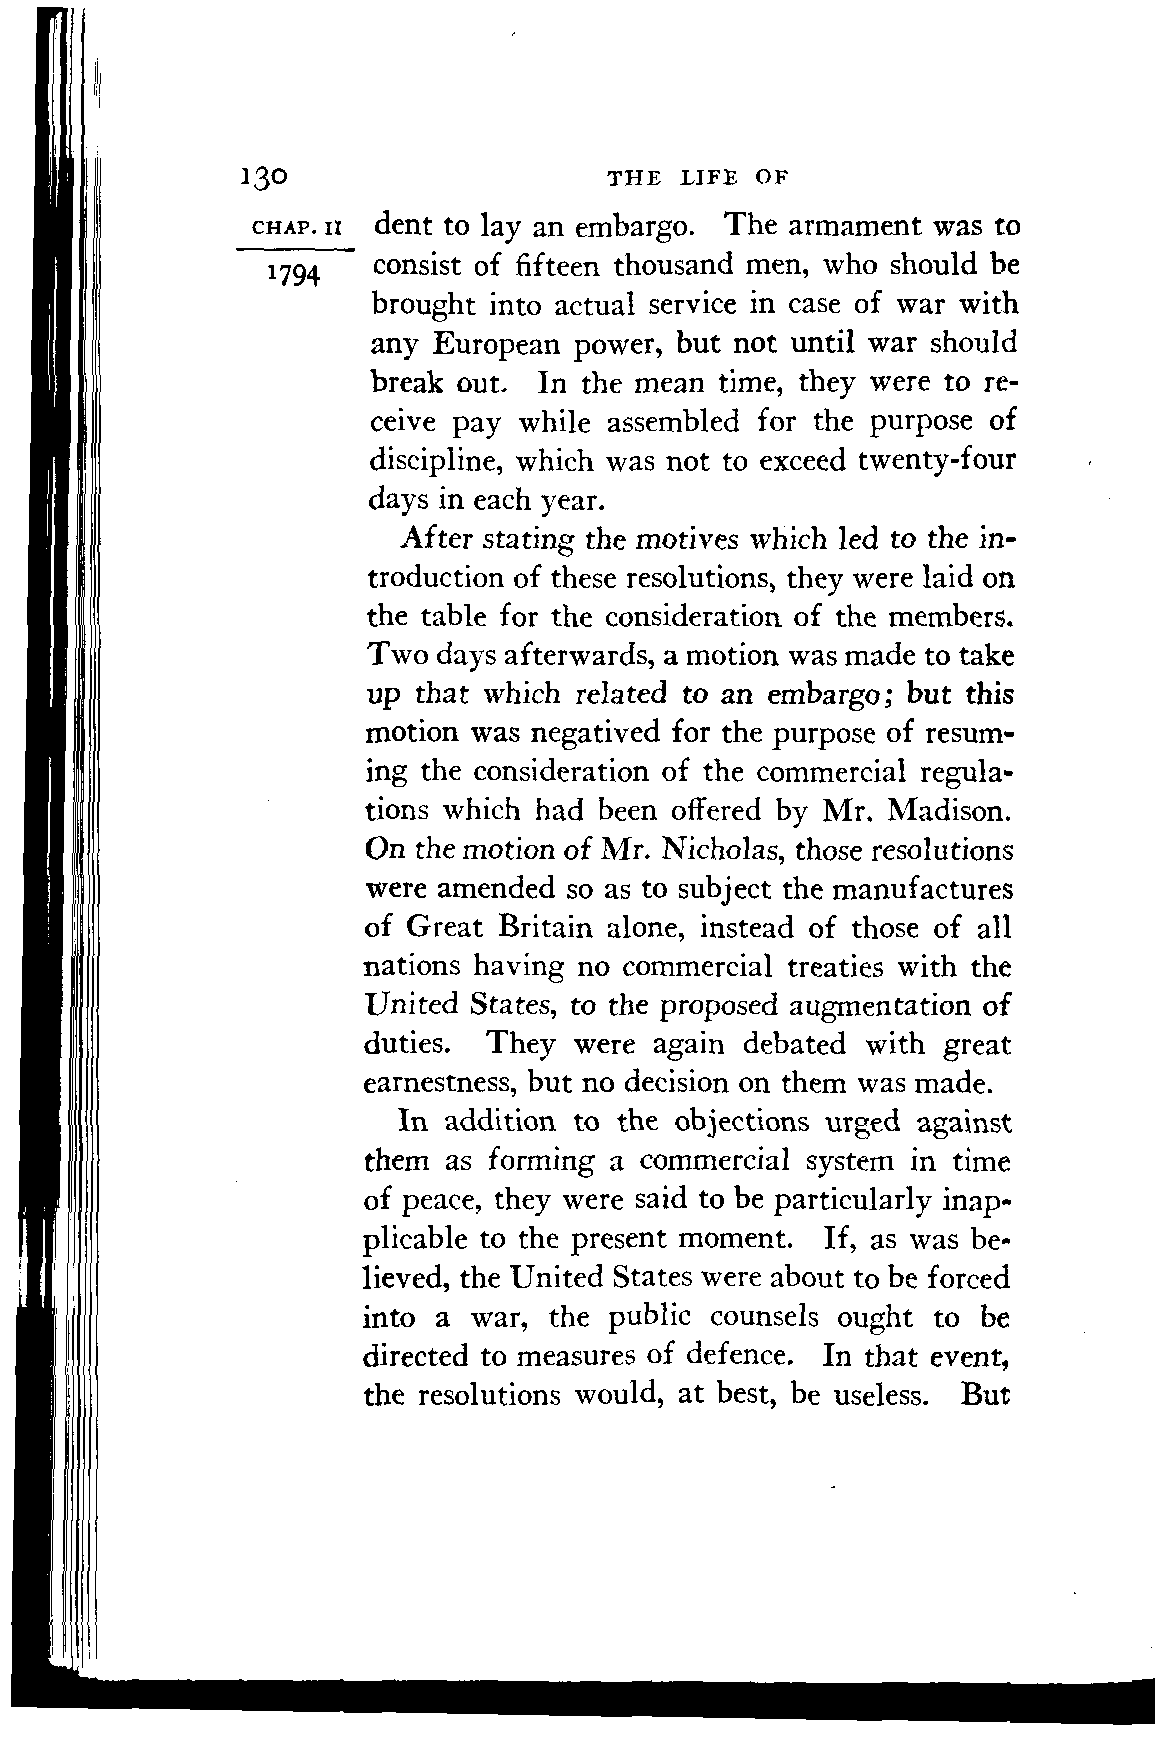 130 THE LIFE OF
CHAP. II dent to lay an embargo. The armament was to
1794 consist of fifteen thousand men, who should be
brought into actual service in case of war with
any European power, but not until war should
break out. In the mean time, they were to re-
ceive pay while assembled for the purpose of
discipline, which was not to exceed twenty-four
days in each year.
After stating the motives which led to the in-
troduction of these resolutions, they were laid on
the table for the consideration of the members.
Two days afterwards, a motion was made to take
up that which related to an embargo; but this
motion was negatived for the purpose of resum-
ing the consideration of the commercial regula-
tions which had been offered by Mr. Madison.
On the motion of Mr. Nicholas, those resolutions
were amended so as to subject the manufactures
of Great Britain alone, instead of those of all
nations having no commercial treaties with the
United States, to the proposed augmentation of
duties. They were again debated with great
earnestness, but no decision on them was made.
In addition to the objections urged against
them as forming a commercial system in time
of peace, they were said to be particularly inap-
plicable to the present moment. If, as was be-
lieved, the United States were about to be forced
into a war, the public counsels ought to be
directed to measures of defence. In that event,
the resolutions would, at best, be useless. But